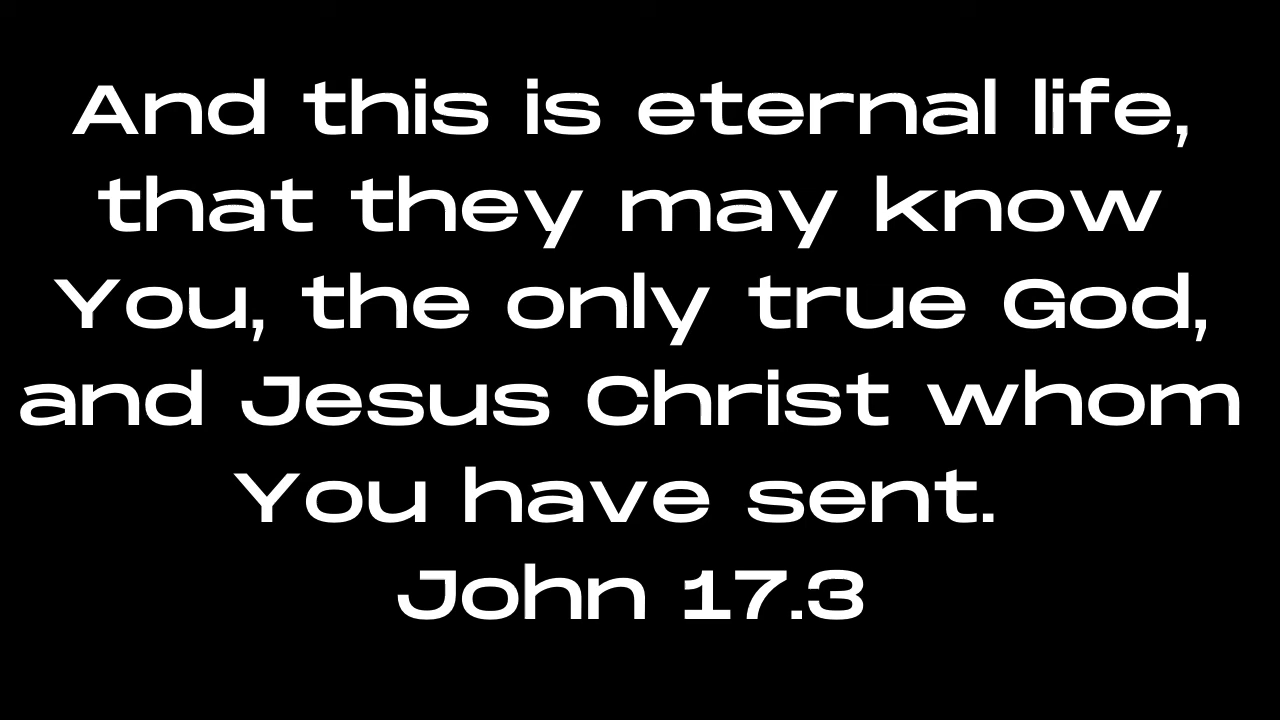 And this is eternal life,
that they may know
You, the only true God,
and Jesus Christ whom
You have sent.
John 17.3